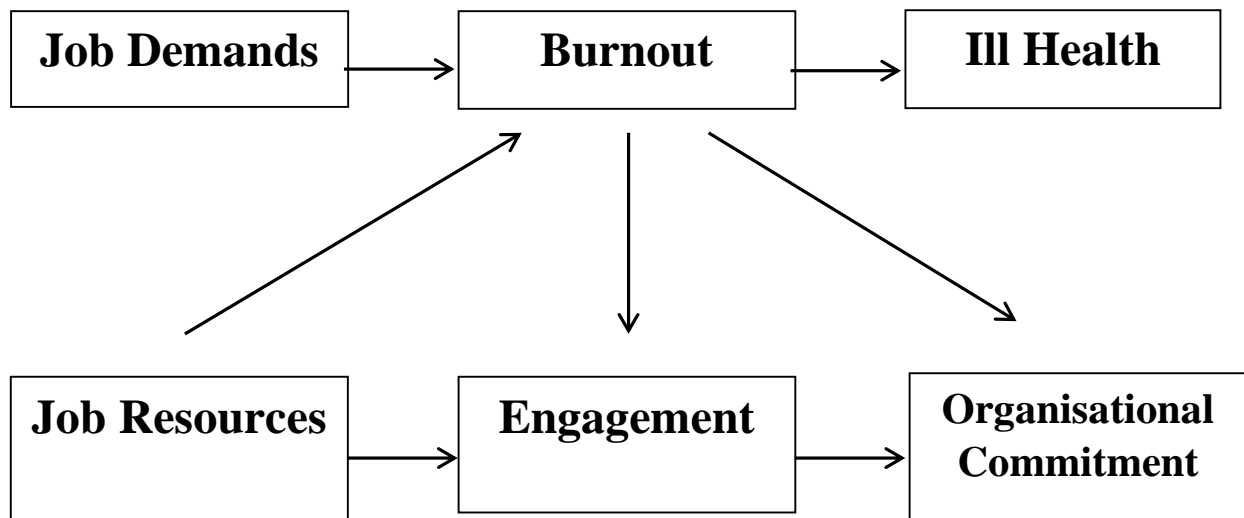 Job Demands
Burnout
Ill Health
Job Resources
Engagement
Organisational
Commitment